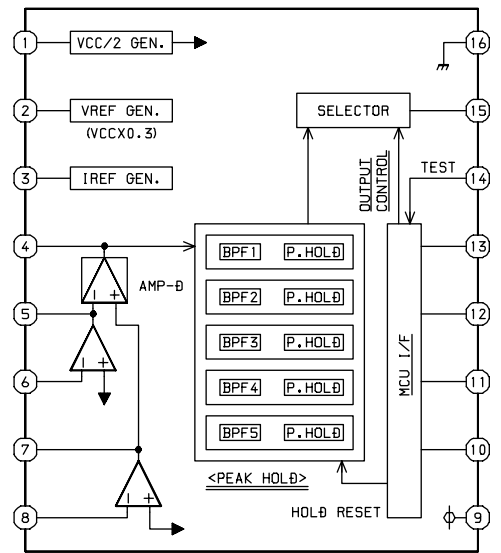 1 VCC/2 GEN. 16
2 VREF GEN. SELECTOR 15
(VCCX0.3)
3 IREF GEN. OUTPUT CONTROL TEST 14
4 BPF1 P.HOLD 13
AMP-D
5 BPF2 P.HOLD 12
BPF3 P.HOLD MCU I/F
6 BPF4 P.HOLD 11
7 BPF5 P.HOLD 10
<PEAK HOLD>
8 HOLD RESET 9
- +
- +
- +